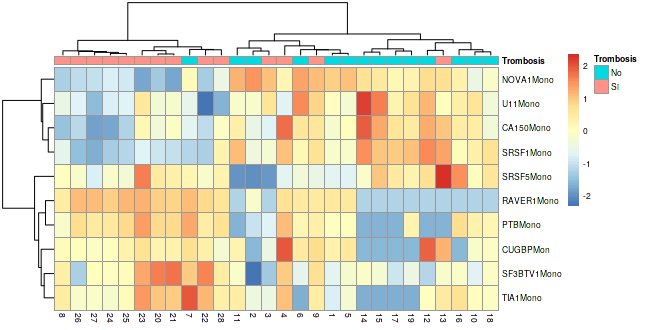 Trombosis
NOVA1Mono
U11Mono
CA150Mono
SRSF1Mono
SRSF5Mono
RAVER1Mono
PTBMono
CUGBPMon
SF3BTV1Mono
TIA1Mono
8 26 27 24 25 23 20 21 7 22 28 11 2 3 4 6 9 1 5 14 15 17 19 12 13 16 10 18
2
1
0
-1
-2
Trombosis
No
SI